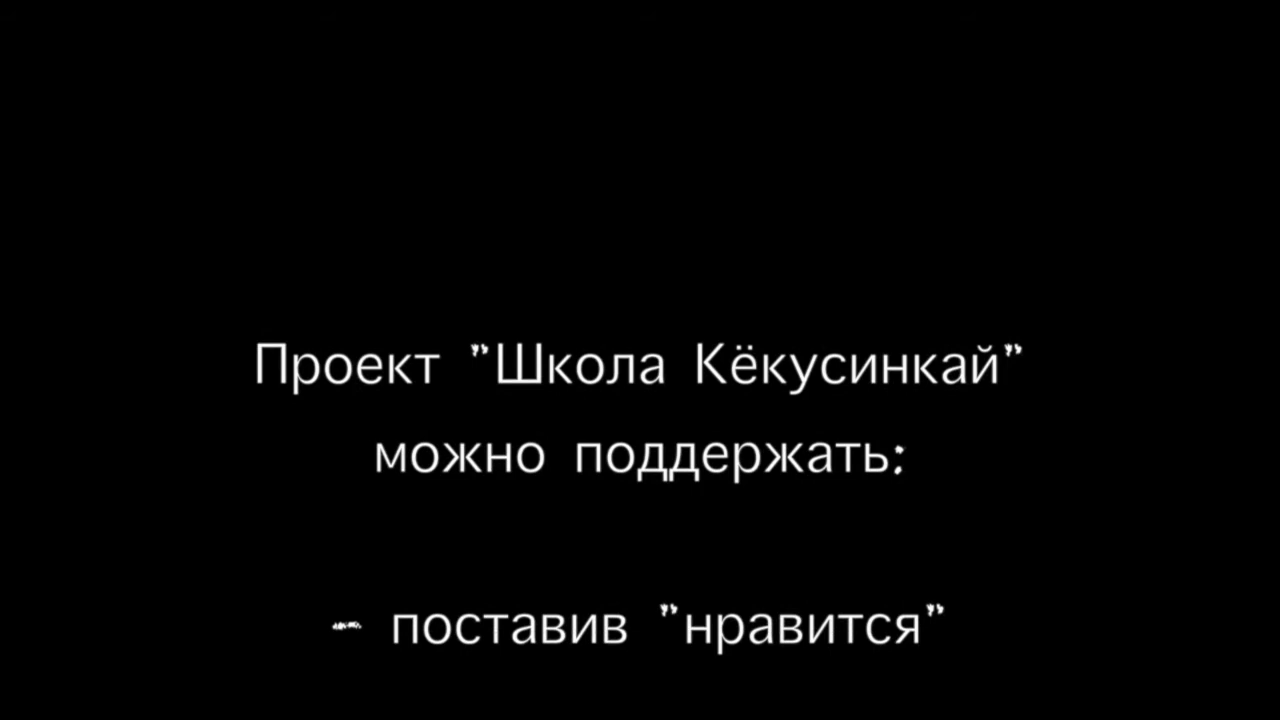 Проект "Школа Кёкусинкай"
можно поддержать:
- поставив "нравится"